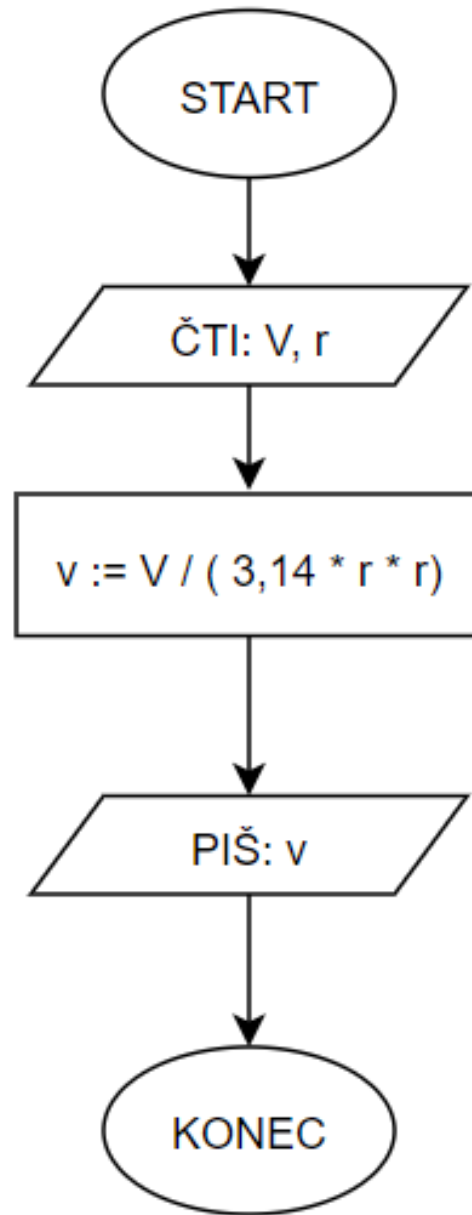 START
ČTI: V, r
v := V / ( 3,14 * r * r)
PIŠ: v
KONEC